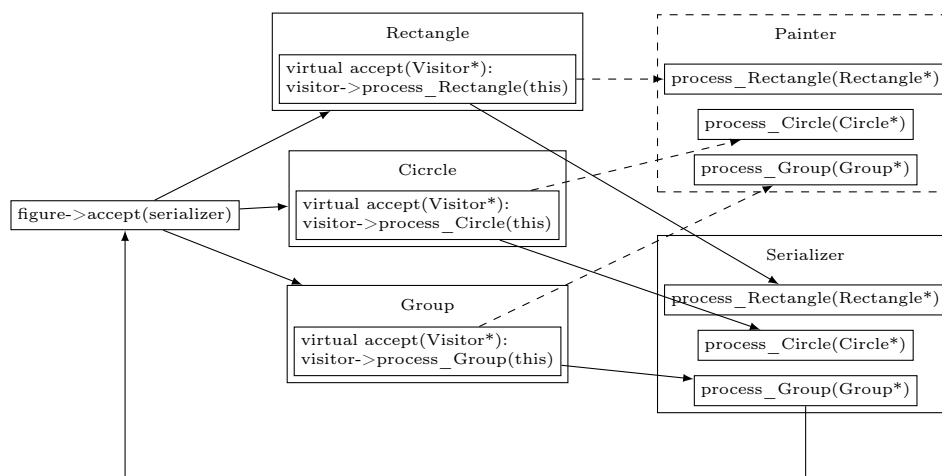 Rectangle
virtual accept(Visitor*):
visitor->process_Rectangle(this)
Painter
process_Rectangle(Rectangle*)
process_Circle(Circle*)
process_Group(Group*)
figure->accept(serializer)
Cicrcle
virtual accept(Visitor*):
visitor->process_Circle(this)
Group
virtual accept(Visitor*):
visitor->process_Group(this)
Serializer
process_Rectangle(Rectangle*)
process_Circle(Circle*)
process_Group(Group*)